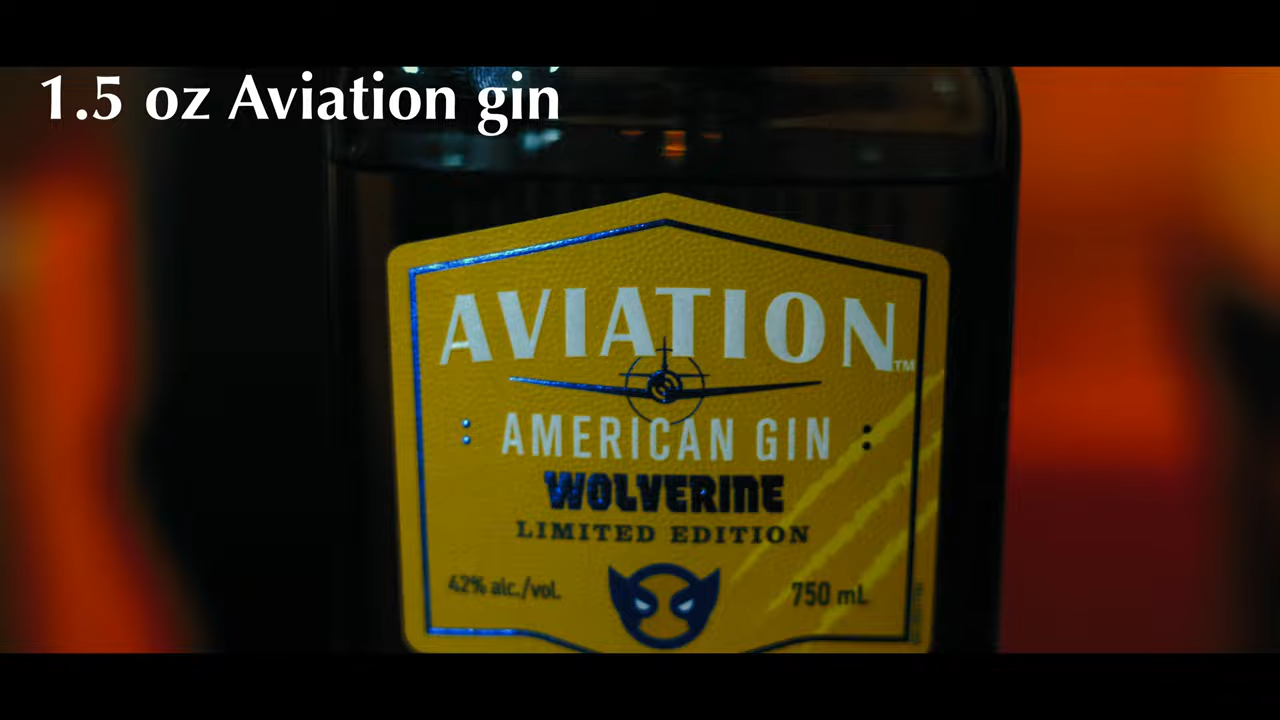 1.5 oz Aviation gin
AVIATION™
: AMERICAN GIN :
WOLVERINE
LIMITED EDITION
42% alc./vol.
750 mL